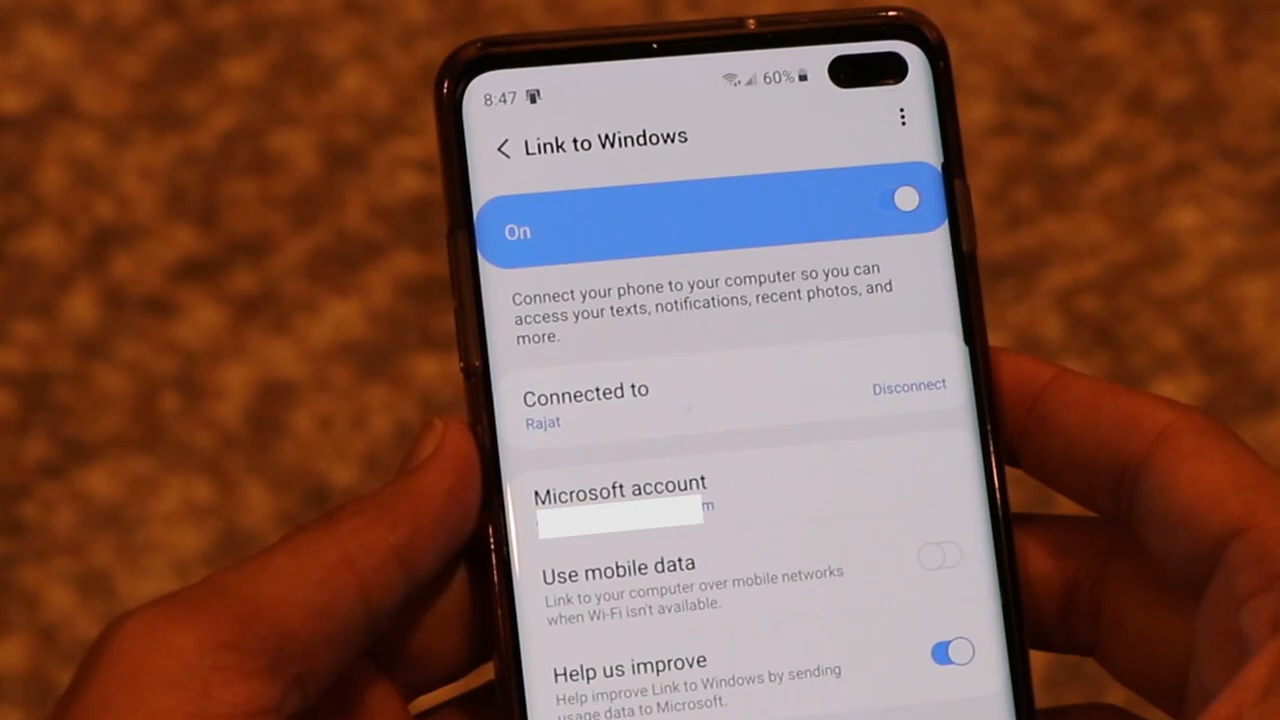 8:47 60%
Link to Windows
On
Connect your phone to your computer so you can
access your texts, notifications, recent photos, and
more.
Connected to
Disconnect
Rajat
Microsoft account
m
Use mobile data
Link to your computer over mobile networks
when Wi-Fi isn't available.
Help us improve
Help improve Link to Windows by sending
usage data to Microsoft.